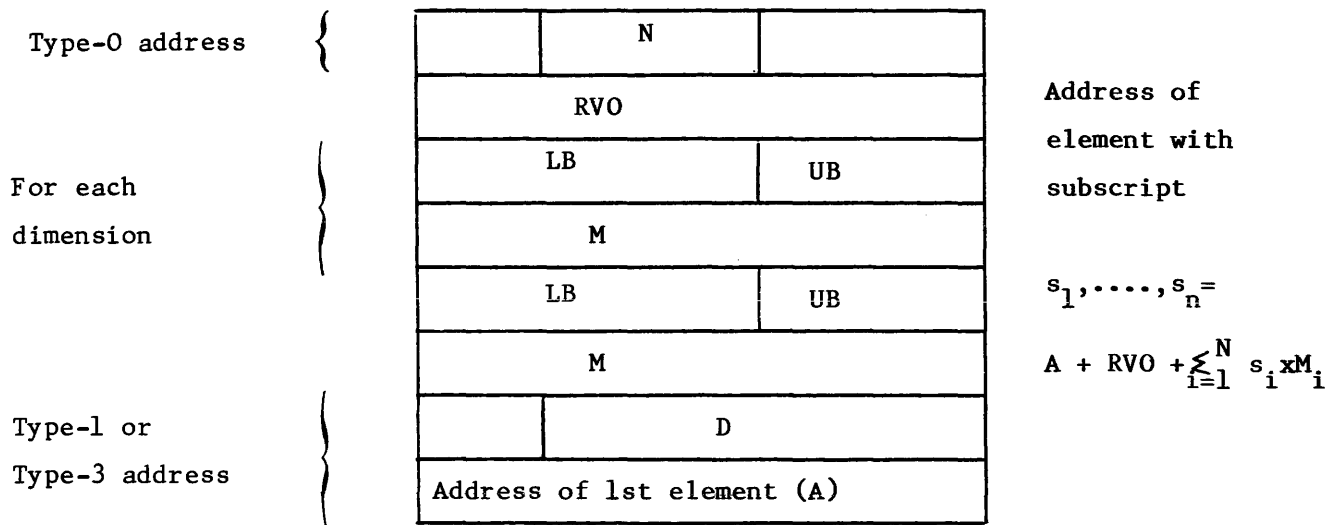 Type-0 address
N
RVO
For each
dimension
LB
UB
M
LB
UB
M
Type-1 or
Type-3 address
D
Address of 1st element (A)
Address of
element with
subscript
s1,....,sn=
A + RVO + Σ i=1 N si x Mi